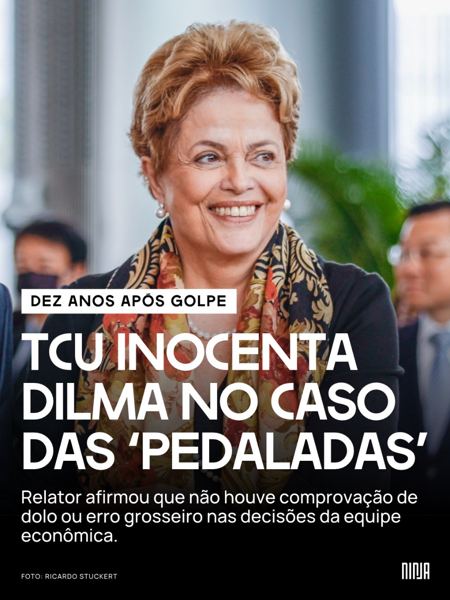 DEZ ANOS APÓS GOLPE
TCU INOCENTA
DILMA NO CASO
DAS ‘PEDALADAS’
Relator afirmou que não houve comprovação de
dolo ou erro grosseiro nas decisões da equipe
econômica.
FOTO: RICARDO STUCKERT
NINJA